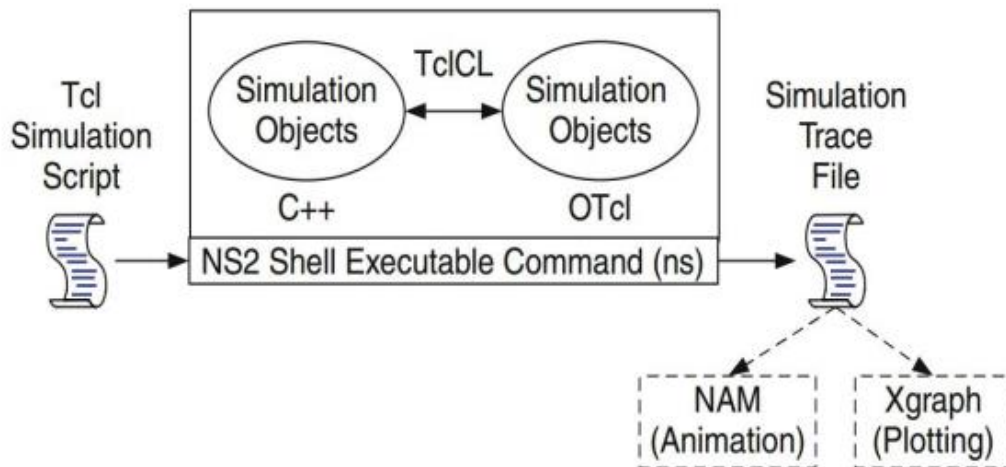 Tcl
Simulation
Script
TclCL
Simulation
Objects
C++
Simulation
Objects
OTcl
NS2 Shell Executable Command (ns)
Simulation
Trace
File
NAM
(Animation)
Xgraph
(Plotting)